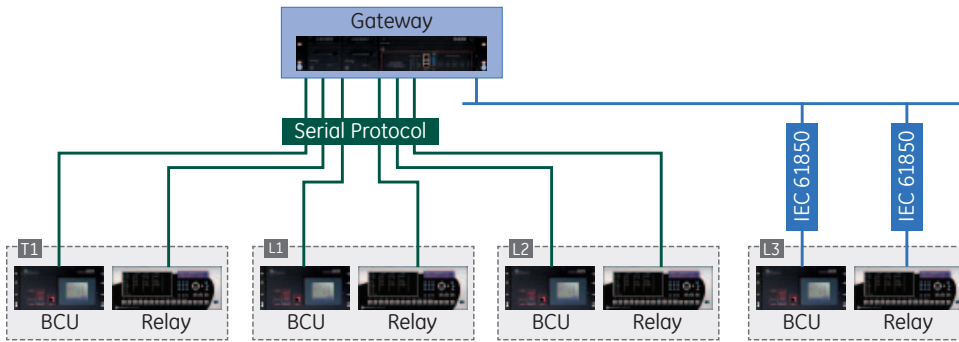 Gateway
Serial Protocol
IEC 61850
IEC 61850
T1
L1
L2
L3
BCU
Relay
BCU
Relay
BCU
Relay
BCU
Relay